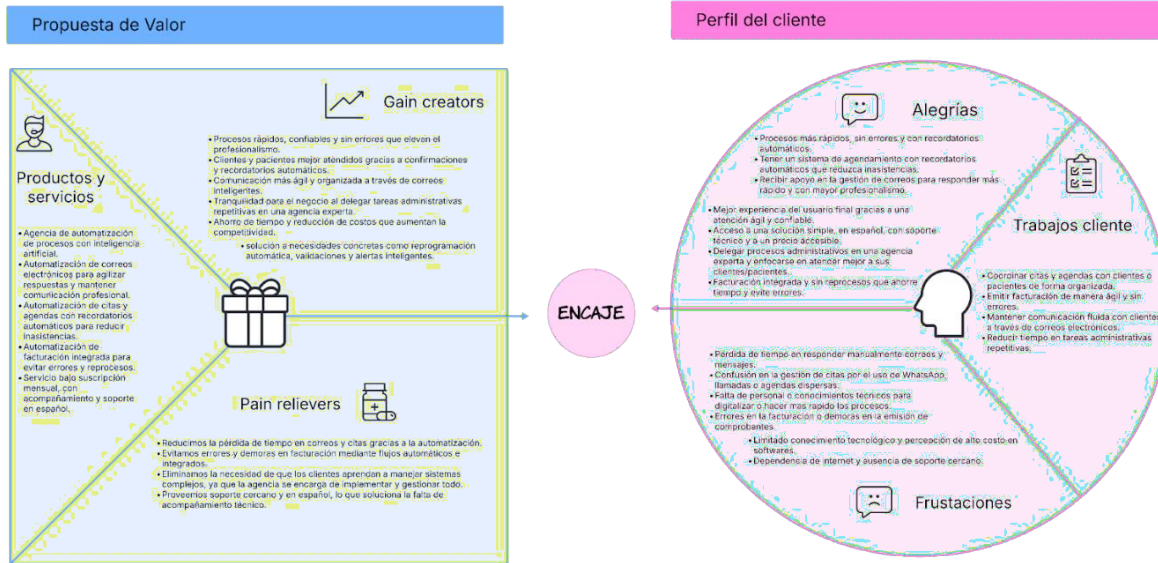 Propuesta de Valor
Perfil del cliente
Gain creators
• Procesos rápidos, confiables y sin errores que eleven el
profesionalismo.
• Clientes y pacientes mejor atendidos gracias a confirmaciones
y recordatorios automáticos.
• Comunicación más ágil y organizada a través de correos
inteligentes.
• Tranquilidad para el negocio al delegar tareas administrativas
repetitivas en una agencia experta.
• Ahorro de tiempo y reducción de costos que aumentan la
competitividad.
• solución a necesidades concretas como reprogramación
automática, validaciones y alertas inteligentes.
Productos y
servicios
• Agencia de automatización
de procesos con inteligencia
artificial.
• Automatización de correos
electrónicos para agilizar
respuestas y mantener
comunicación profesional.
• Automatización de citas y
agendas con recordatorios
automáticos para reducir
inasistencias.
• Automatización de
facturación integrada para
evitar errores y reprocesos.
• Servicio bajo suscripción
mensual, con
acompañamiento y soporte
en español.
Pain relievers
• Reducimos la pérdida de tiempo en correos y citas gracias a la automatización.
• Evitamos errores y demoras en facturación mediante flujos automáticos e
integrados.
• Eliminamos la necesidad de que los clientes aprendan a manejar sistemas
complejos, ya que la agencia se encarga de implementar y gestionar todo.
• Proveemos soporte cercano y en español, lo que soluciona la falta de
acompañamiento técnico.
ENCAJE
Alegrías
• Procesos más rápidos, sin errores y con recordatorios
automáticos.
• Tener un sistema de agendamiento con recordatorios
automáticos que reduzca inasistencias.
• Recibir apoyo en la gestión de correos para responder más
rápido y con mayor profesionalismo.
• Mejor experiencia del usuario final gracias a una
atención ágil y confiable.
• Acceso a una solución simple, en español, con soporte
técnico y a un precio accesible.
• Delegar procesos administrativos en una agencia
experta y enfocarse en atender mejor a sus
clientes/pacientes.
• Facturación integrada y sin reprocesos que ahorre
tiempo y evite errores.
Trabajos cliente
• Coordinar citas y agendas con clientes o
pacientes de forma organizada.
• Emitir facturación de manera ágil y sin
errores.
• Mantener comunicación fluida con clientes
a través de correos electrónicos.
• Reducir tiempo en tareas administrativas
repetitivas.
• Pérdida de tiempo en responder manualmente correos y
mensajes.
• Confusión en la gestión de citas por el uso de WhatsApp,
llamadas o agendas dispersas.
• Falta de personal o conocimientos técnicos para
digitalizar o hacer mas rapido los procesos.
• Errores en la facturación o demoras en la emisión de
comprobantes.
• Limitado conocimiento tecnológico y percepción de alto costo en
softwares.
• Dependencia de internet y ausencia de soporte cercano.
Frustaciones